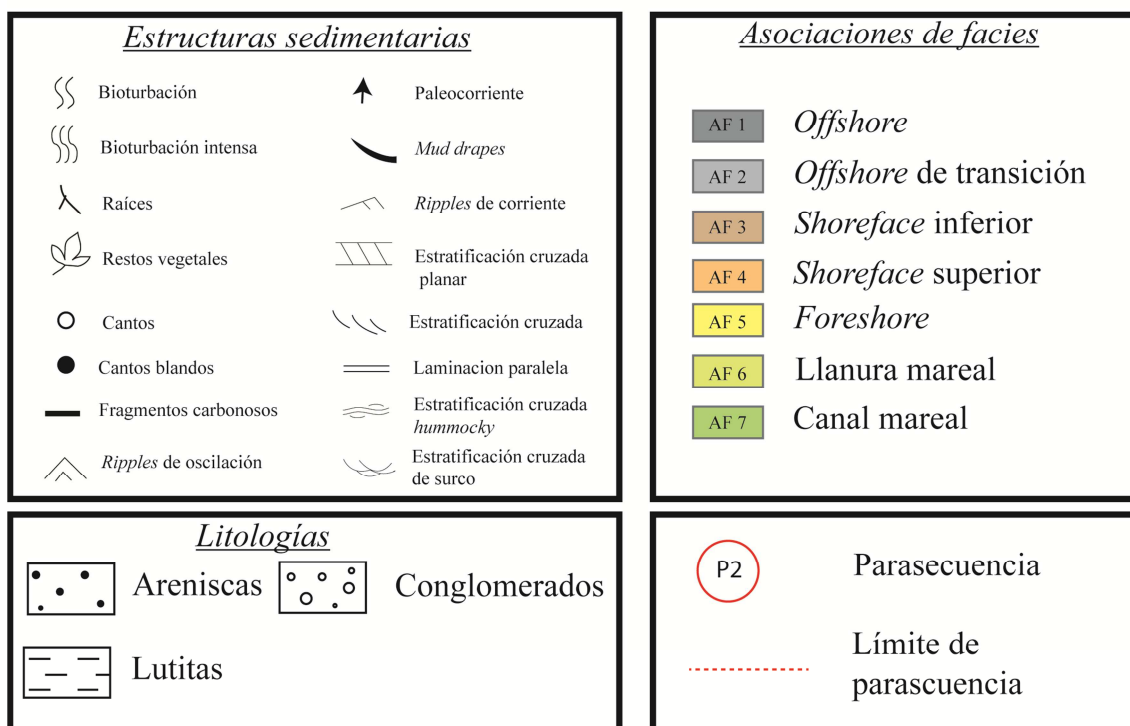 Estructuras sedimentarias
Bioturbación
Bioturbación intensa
Raíces
Restos vegetales
Cantos
Cantos blandos
Fragmentos carbonosos
Ripples de oscilación
Paleocorriente
Mud drapes
Ripples de corriente
Estratificación cruzada
planar
Estratificación cruzada
Laminacion paralela
Estratificación cruzada
hummocky
Estratificación cruzada
de surco
Asociaciones de facies
AF 1 Offshore
AF 2 Offshore de transición
AF 3 Shoreface inferior
AF 4 Shoreface superior
AF 5 Foreshore
AF 6 Llanura mareal
AF 7 Canal mareal
Litologías
Areniscas
Conglomerados
Lutitas
P2 Parasecuencia
Límite de
parascuencia